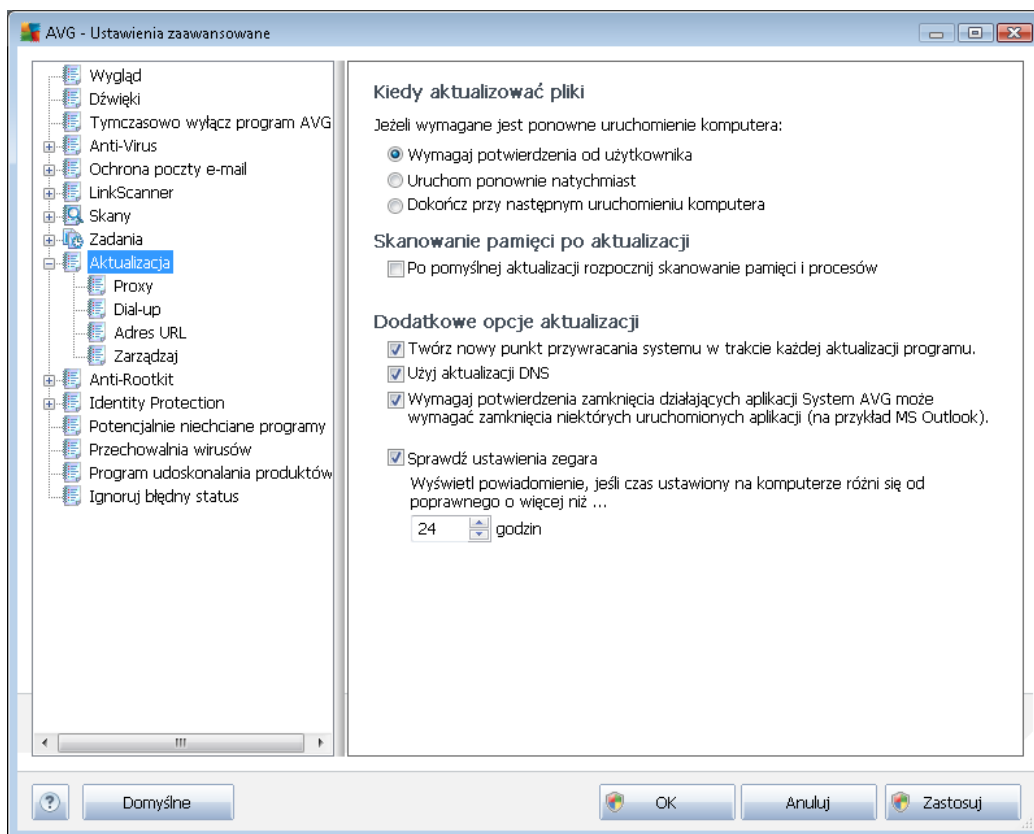 AVG - Ustawienia zaawansowane
Wygląd
Dźwięki
Tymczasowo wyłącz program AVG
Anti-Virus
Ochrona poczty e-mail
LinkScanner
Skany
Zadania
Aktualizacja
Proxy
Dial-up
Adres URL
Zarządzaj
Anti-Rootkit
Identity Protection
Potencjalnie niechciane programy
Przechowalnia wirusów
Program udoskonalania produktów
Ignoruj błędny status
Kiedy aktualizować pliki
Jeżeli wymagane jest ponowne uruchomienie komputera:
Wymagaj potwierdzenia od użytkownika
Uruchom ponownie natychmiast
Dokończ przy następnym uruchomieniu komputera
Skanowanie pamięci po aktualizacji
Po pomyślnej aktualizacji rozpocznij skanowanie pamięci i procesów
Dodatkowe opcje aktualizacji
Twórz nowy punkt przywracania systemu w trakcie każdej aktualizacji programu.
Użyj aktualizacji DNS
Wymagaj potwierdzenia zamknięcia działających aplikacji System AVG może
wymagać zamknięcia niektórych uruchomionych aplikacji (na przykład MS Outlook).
Sprawdź ustawienia zegara
Wyświetl powiadomienie, jeśli czas ustawiony na komputerze różni się od
poprawnego o więcej niż ...
24 godzin
? Domyślne OK Anuluj Zastosuj